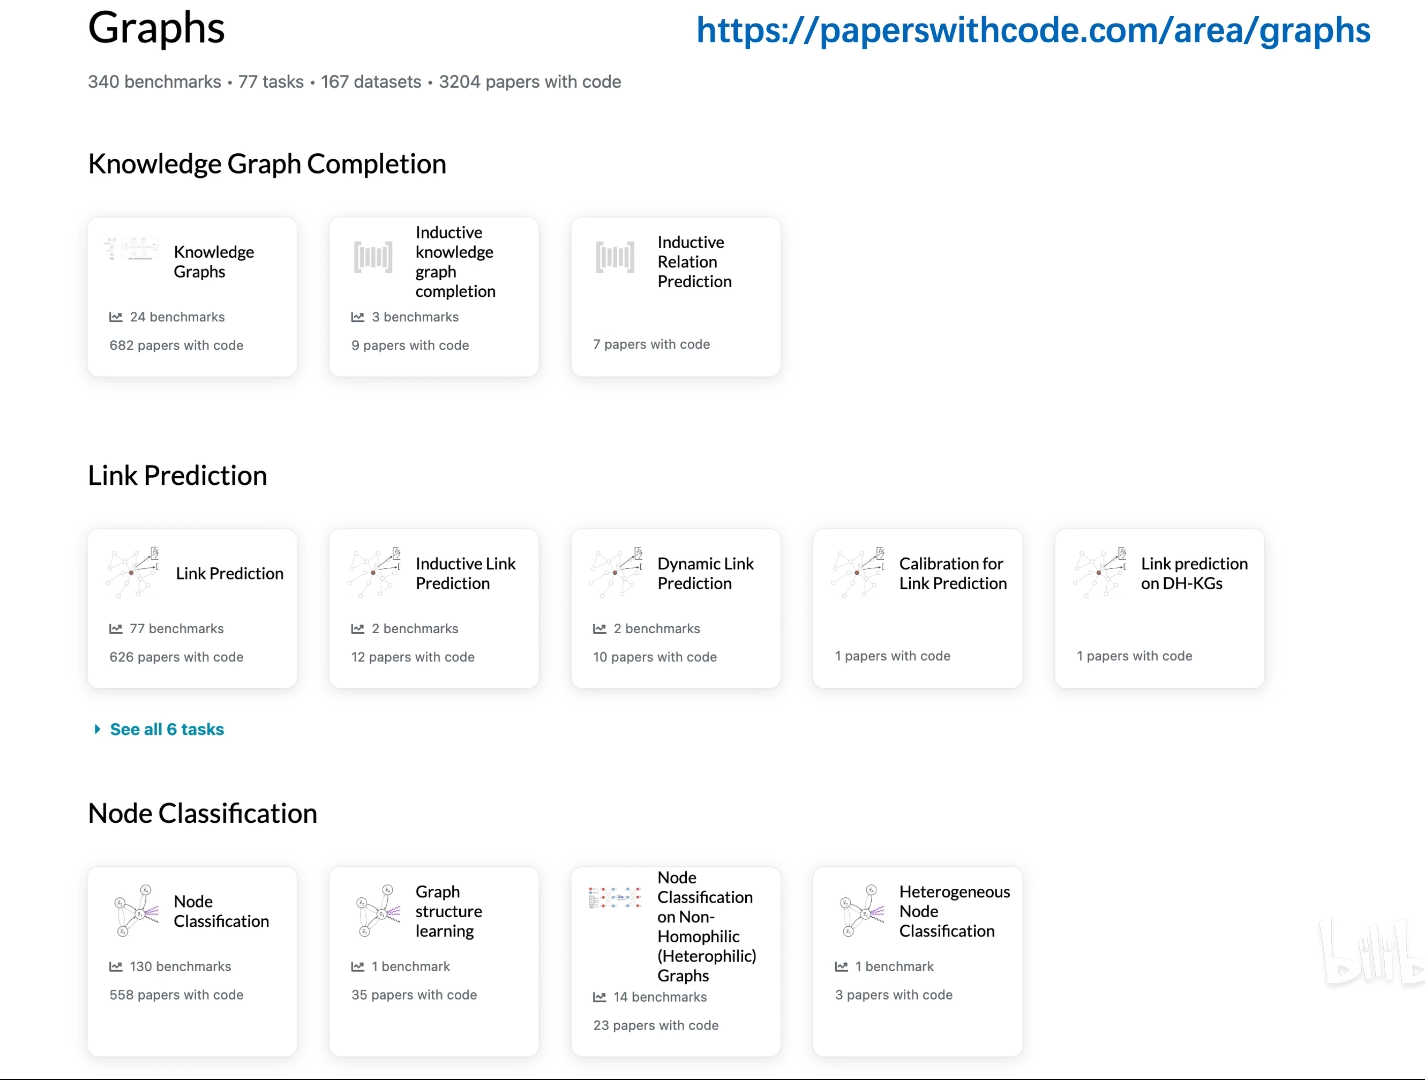 Graphs
https://paperswithcode.com/area/graphs
340 benchmarks • 77 tasks • 167 datasets • 3204 papers with code
Knowledge Graph Completion
Knowledge
Graphs
24 benchmarks
682 papers with code
Inductive
knowledge
graph
completion
3 benchmarks
9 papers with code
Inductive
Relation
Prediction
7 papers with code
Link Prediction
Link Prediction
77 benchmarks
626 papers with code
Inductive Link
Prediction
2 benchmarks
12 papers with code
Dynamic Link
Prediction
2 benchmarks
10 papers with code
Calibration for
Link Prediction
1 papers with code
Link prediction
on DH-KGs
1 papers with code
See all 6 tasks
Node Classification
Node
Classification
130 benchmarks
558 papers with code
Graph
structure
learning
1 benchmark
35 papers with code
Node
Classification
on Non-
Homophilic
(Heterophilic)
Graphs
14 benchmarks
23 papers with code
Heterogeneous
Node
Classification
1 benchmark
3 papers with code